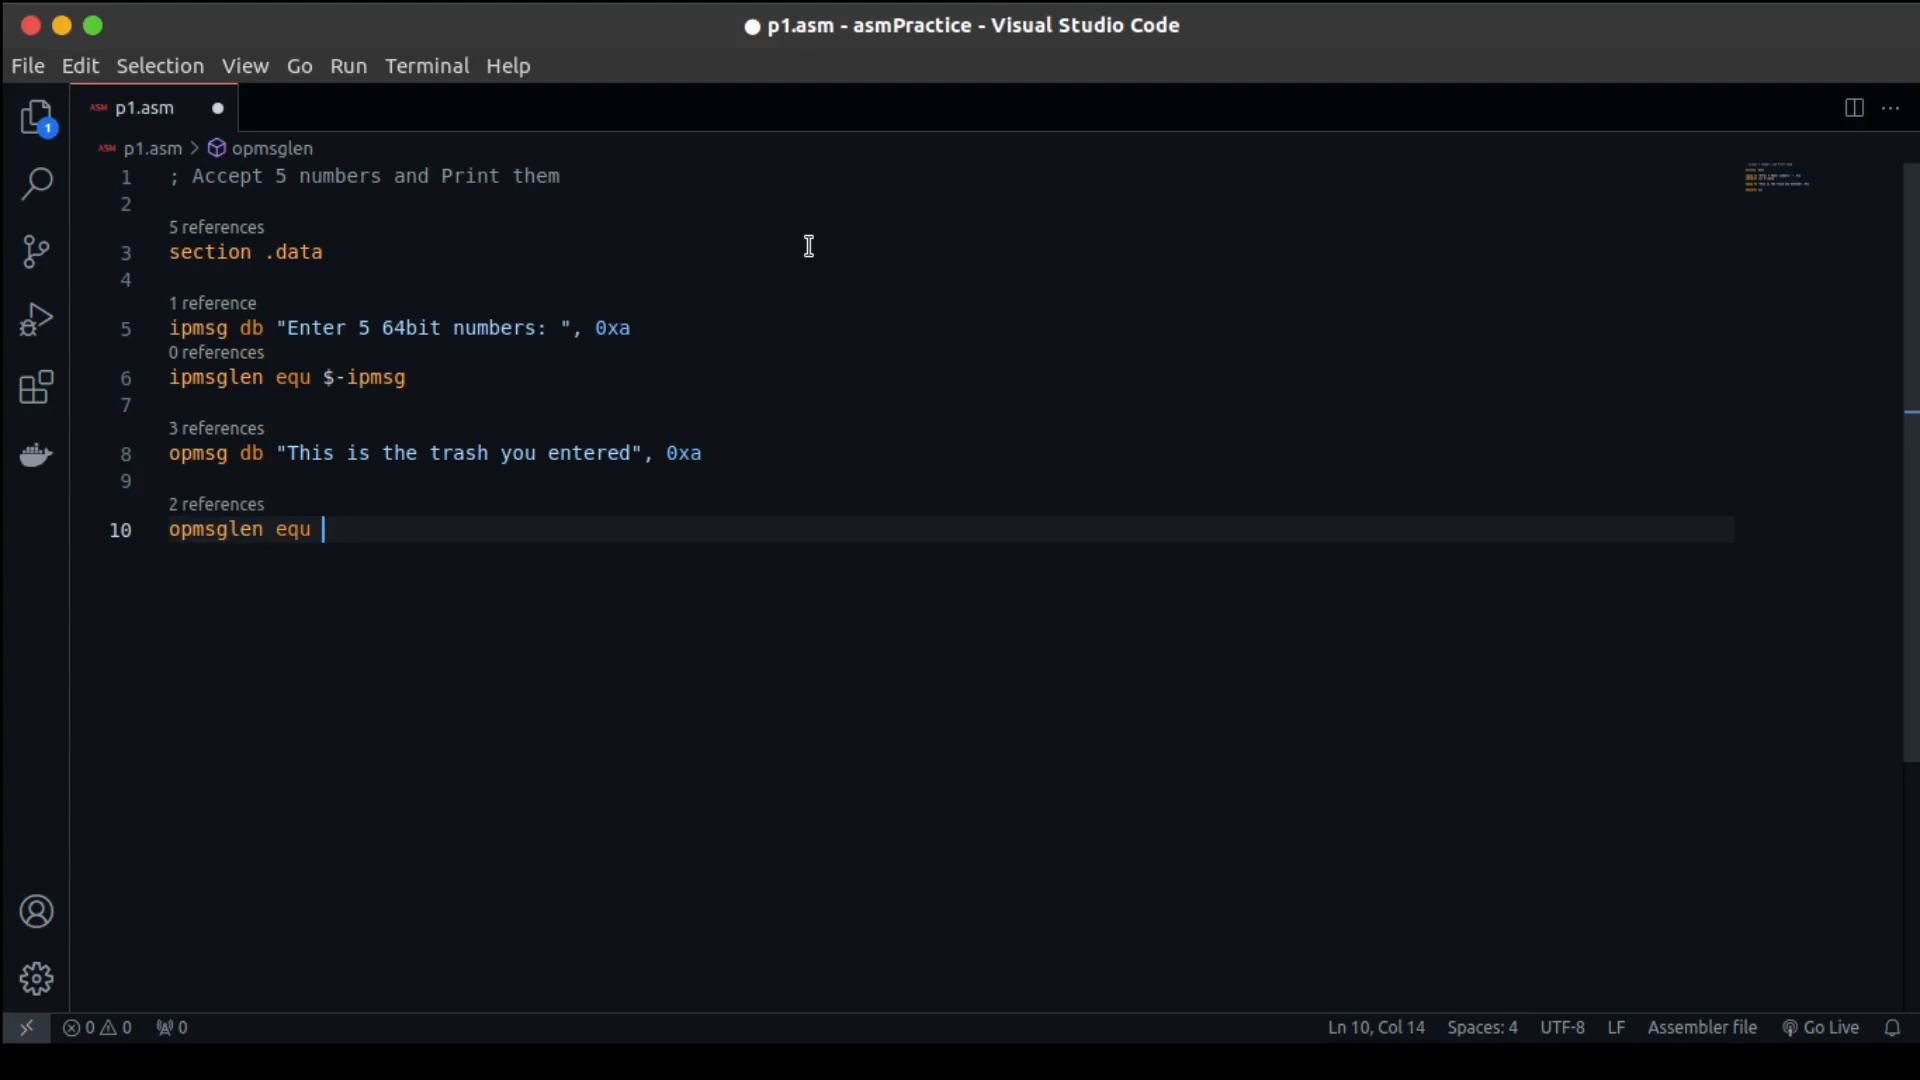 ● p1.asm - asmPractice - Visual Studio Code
File Edit Selection View Go Run Terminal Help
1
ASM p1.asm ●
ASM p1.asm > opmsglen
1 ; Accept 5 numbers and Print them
2
5 references
3 section .data
4
1 reference
5 ipmsg db "Enter 5 64bit numbers: ", 0xa
0 references
6 ipmsglen equ $-ipmsg
7
3 references
8 opmsg db "This is the trash you entered", 0xa
9
2 references
10 opmsglen equ
0 0 0 Ln 10, Col 14 Spaces: 4 UTF-8 LF Assembler file Go Live